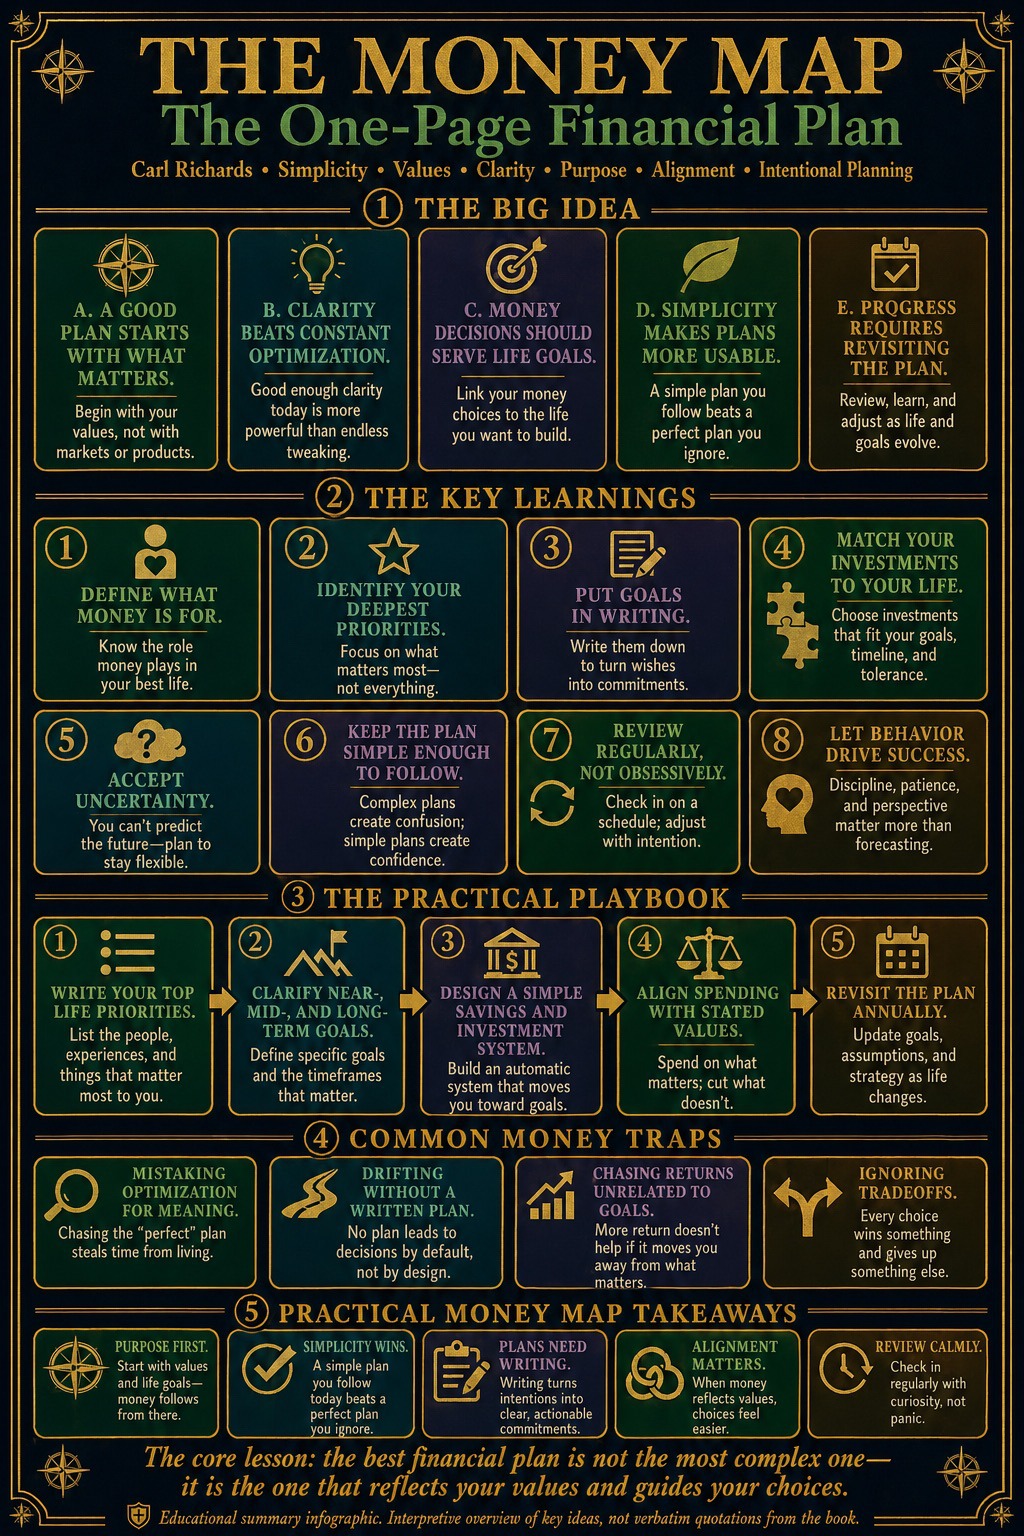 THE MONEY MAP
The One-Page Financial Plan
Carl Richards • Simplicity • Values • Clarity • Purpose • Alignment • Intentional Planning
1 THE BIG IDEA
A. A GOOD
PLAN STARTS
WITH WHAT
MATTERS.
Begin with your
values, not with
markets or products.
B. CLARITY
BEATS CONSTANT
OPTIMIZATION.
Good enough clarity
today is more
powerful than endless
tweaking.
C. MONEY
DECISIONS SHOULD
SERVE LIFE GOALS.
Link your money
choices to the life
you want to build.
D. SIMPLICITY
MAKES PLANS
MORE USABLE.
A simple plan you
follow beats a
perfect plan you
ignore.
E. PROGRESS
REQUIRES
REVISITING
THE PLAN.
Review, learn, and
adjust as life and
goals evolve.
2 THE KEY LEARNINGS
1
DEFINE WHAT
MONEY IS FOR.
Know the role
money plays in
your best life.
2
IDENTIFY YOUR
DEEPEST
PRIORITIES.
Focus on what
matters most—
not everything.
3
PUT GOALS
IN WRITING.
Write them down
to turn wishes
into commitments.
4
MATCH YOUR
INVESTMENTS
TO YOUR LIFE.
Choose investments
that fit your goals,
timeline, and
tolerance.
5
?
ACCEPT
UNCERTAINTY.
You can't predict
the future—plan to
stay flexible.
6
KEEP THE PLAN
SIMPLE ENOUGH
TO FOLLOW.
Complex plans
create confusion;
simple plans create
confidence.
7
REVIEW
REGULARLY,
NOT OBSESSIVELY.
Check in on a
schedule; adjust
with intention.
8
LET BEHAVIOR
DRIVE SUCCESS.
Discipline, patience,
and perspective
matter more than
forecasting.
3 THE PRACTICAL PLAYBOOK
1
WRITE YOUR TOP
LIFE PRIORITIES.
List the people,
experiences, and
things that matter
most to you.
2
CLARIFY NEAR-,
MID-, AND LONG-
TERM GOALS.
Define specific goals
and the timeframes
that matter.
3
$
DESIGN A SIMPLE
SAVINGS AND
INVESTMENT
SYSTEM.
Build an automatic
system that moves
you toward goals.
4
ALIGN SPENDING
WITH STATED
VALUES.
Spend on what
matters; cut what
doesn't.
5
REVISIT THE PLAN
ANNUALLY.
Update goals,
assumptions, and
strategy as life
changes.
4 COMMON MONEY TRAPS
MISTAKING
OPTIMIZATION
FOR MEANING.
Chasing the “perfect” plan
steals time from living.
DRIFTING
WITHOUT A
WRITTEN PLAN.
No plan leads to
decisions by default,
not by design.
CHASING RETURNS
UNRELATED TO
GOALS.
More return doesn't
help if it moves you
away from what
matters.
IGNORING
TRADEOFFS.
Every choice
wins something
and gives up
something else.
5 PRACTICAL MONEY MAP TAKEAWAYS
PURPOSE FIRST.
Start with values
and life goals—
money follows
from there.
SIMPLICITY WINS.
A simple plan
you follow
today beats a
perfect plan
you ignore.
PLANS NEED
WRITING.
Writing turns
intentions into
clear, actionable
commitments.
ALIGNMENT
MATTERS.
When money
reflects values,
choices feel
easier.
REVIEW CALMLY.
Check in
regularly with
curiosity, not
panic.
The core lesson: the best financial plan is not the most complex one—
it is the one that reflects your values and guides your choices.
Educational summary infographic. Interpretive overview of key ideas, not verbatim quotations from the book.